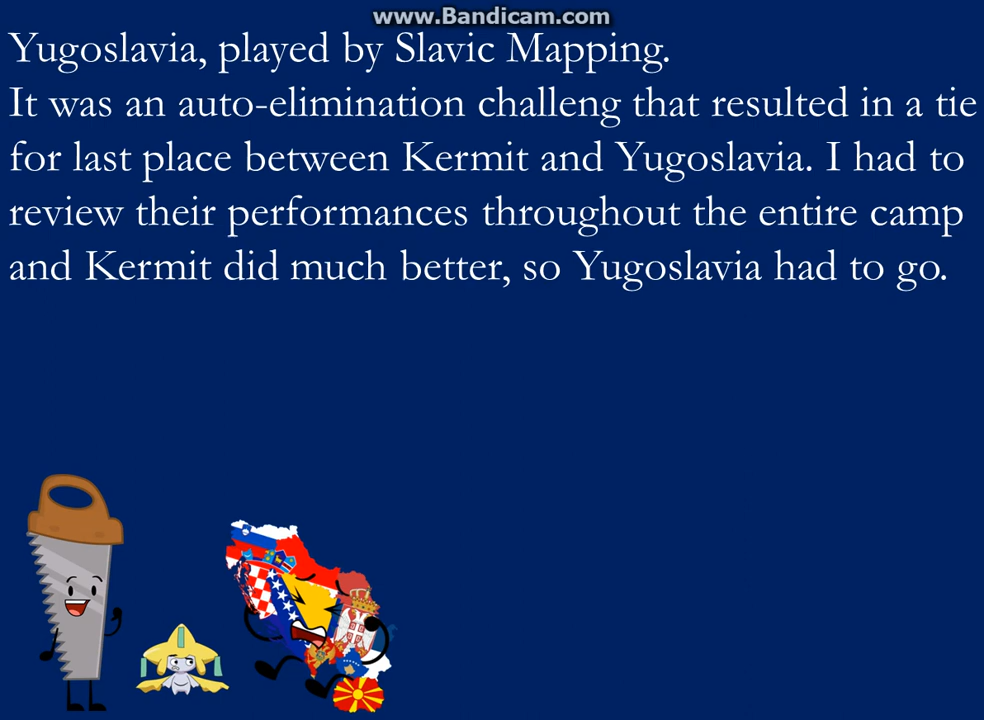 www.Bandicam.com
Yugoslavia, played by Slavic Mapping.
It was an auto-elimination challeng that resulted in a tie
for last place between Kermit and Yugoslavia. I had to
review their performances throughout the entire camp
and Kermit did much better, so Yugoslavia had to go.